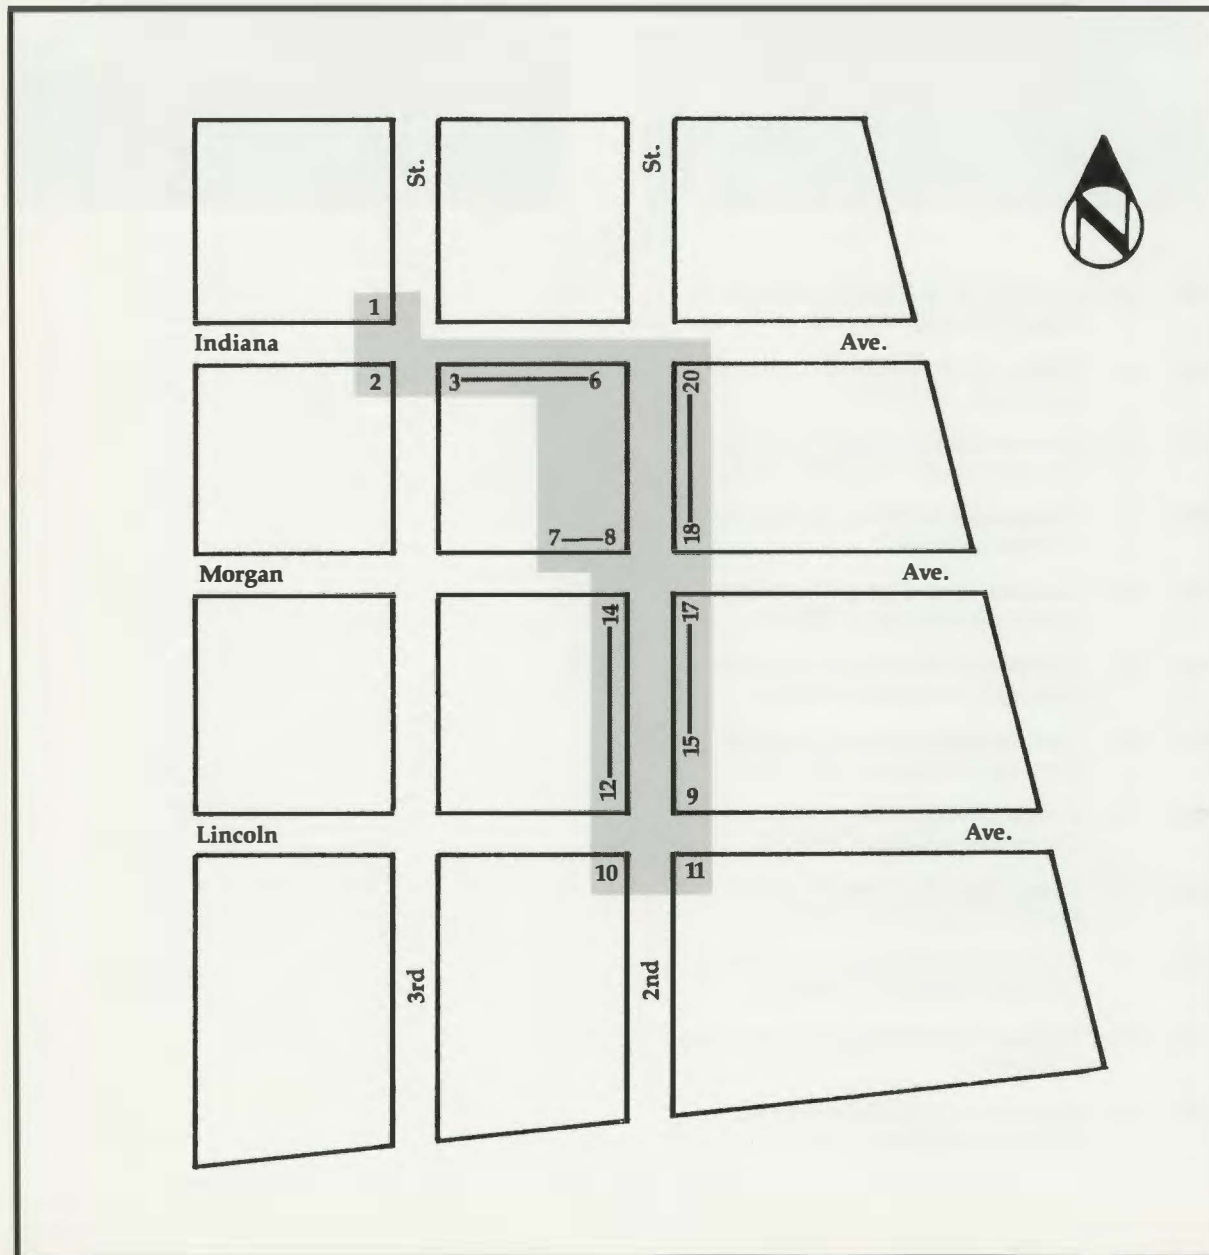 St. St.
1
Indiana Ave.
2 3 6 20
7 8 18
Morgan Ave.
14 17
15
12 9
Lincoln Ave.
10 11
3rd 2nd
N